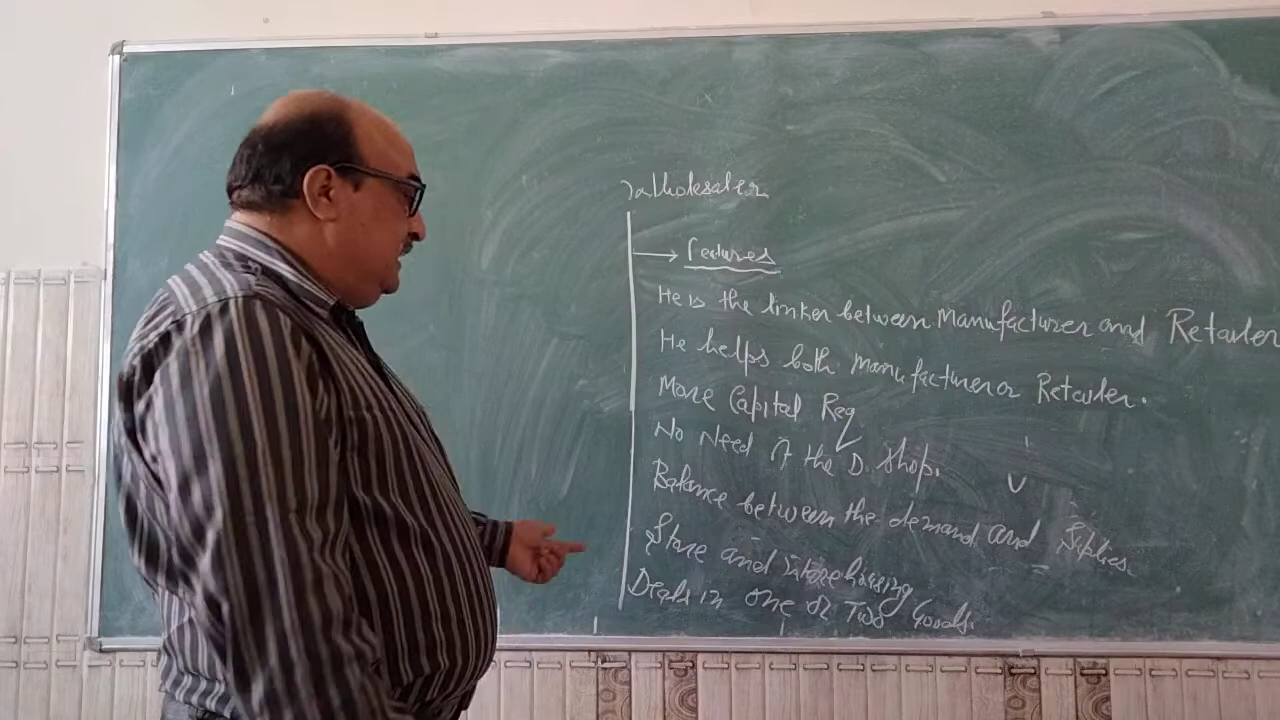 Wholesaler
→ Features
He is the linker between Manufacturer and Retailer
He helps both Manufacturer or Retailer.
More Capital Req
No Need of the D. Shop.
Balance between the demand and Supplies.
Store and
Deals in one or Two Goods.